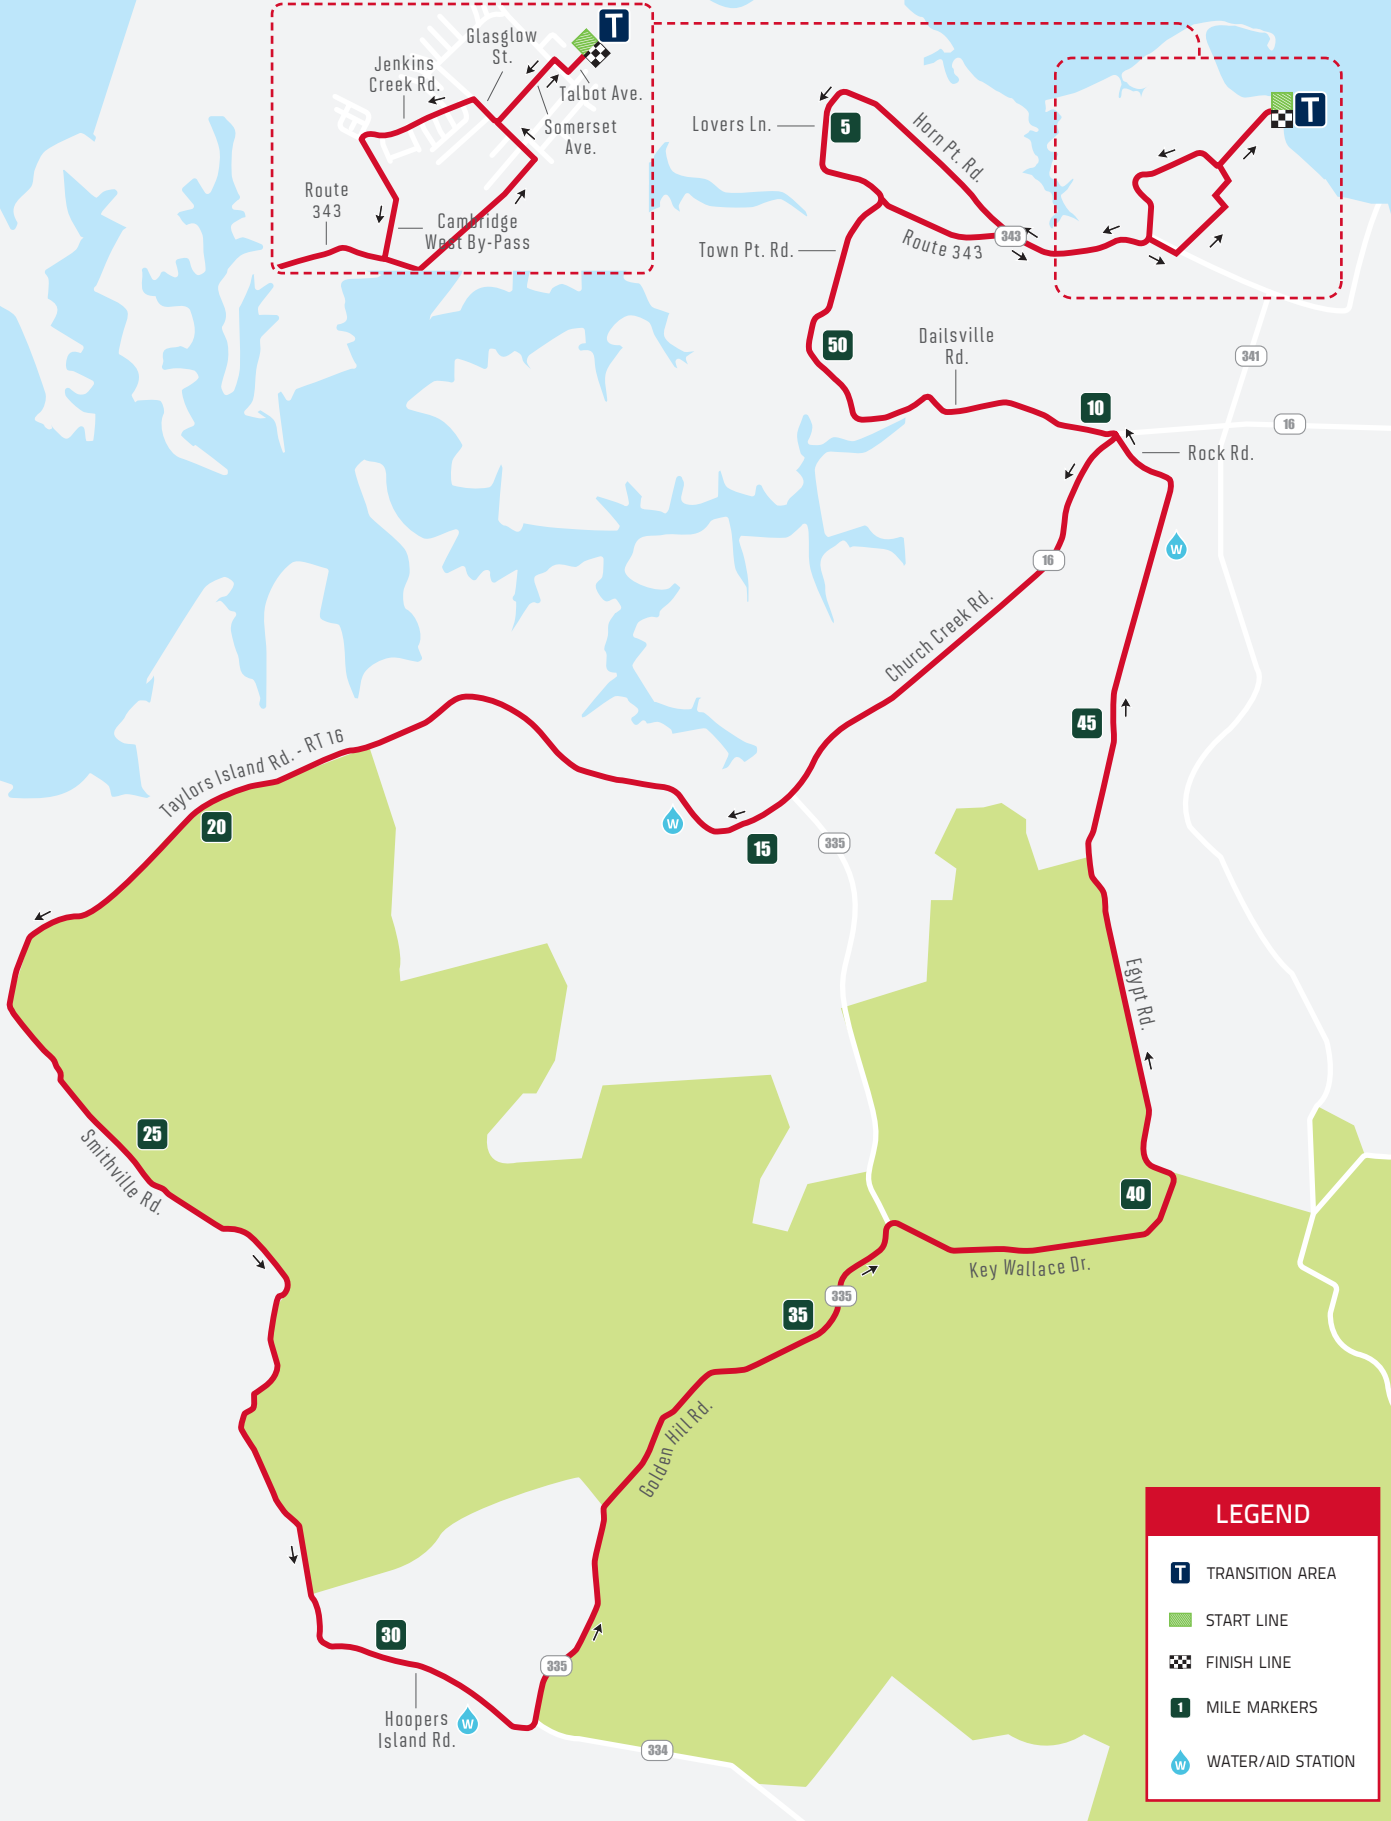 T
Glasglow
St.
Jenkins
Creek Rd.
Talbot Ave.
Somerset
Ave.
Route
343
Cambridge
West By-Pass
T
Lovers Ln.
5
Horn Pt. Rd.
343
Route 343
Town Pt. Rd.
50
Dailsville
Rd.
341
10
16
Rock Rd.
W
16
Church Creek Rd.
45
Taylors Island Rd. - RT 16
20
W
15
335
Egypt Rd.
25
Smithville Rd.
40
Key Wallace Dr.
335
35
Golden Hill Rd.
30
335
Hoopers
Island Rd.
W
334
LEGEND
T TRANSITION AREA
START LINE
FINISH LINE
1 MILE MARKERS
W WATER/AID STATION